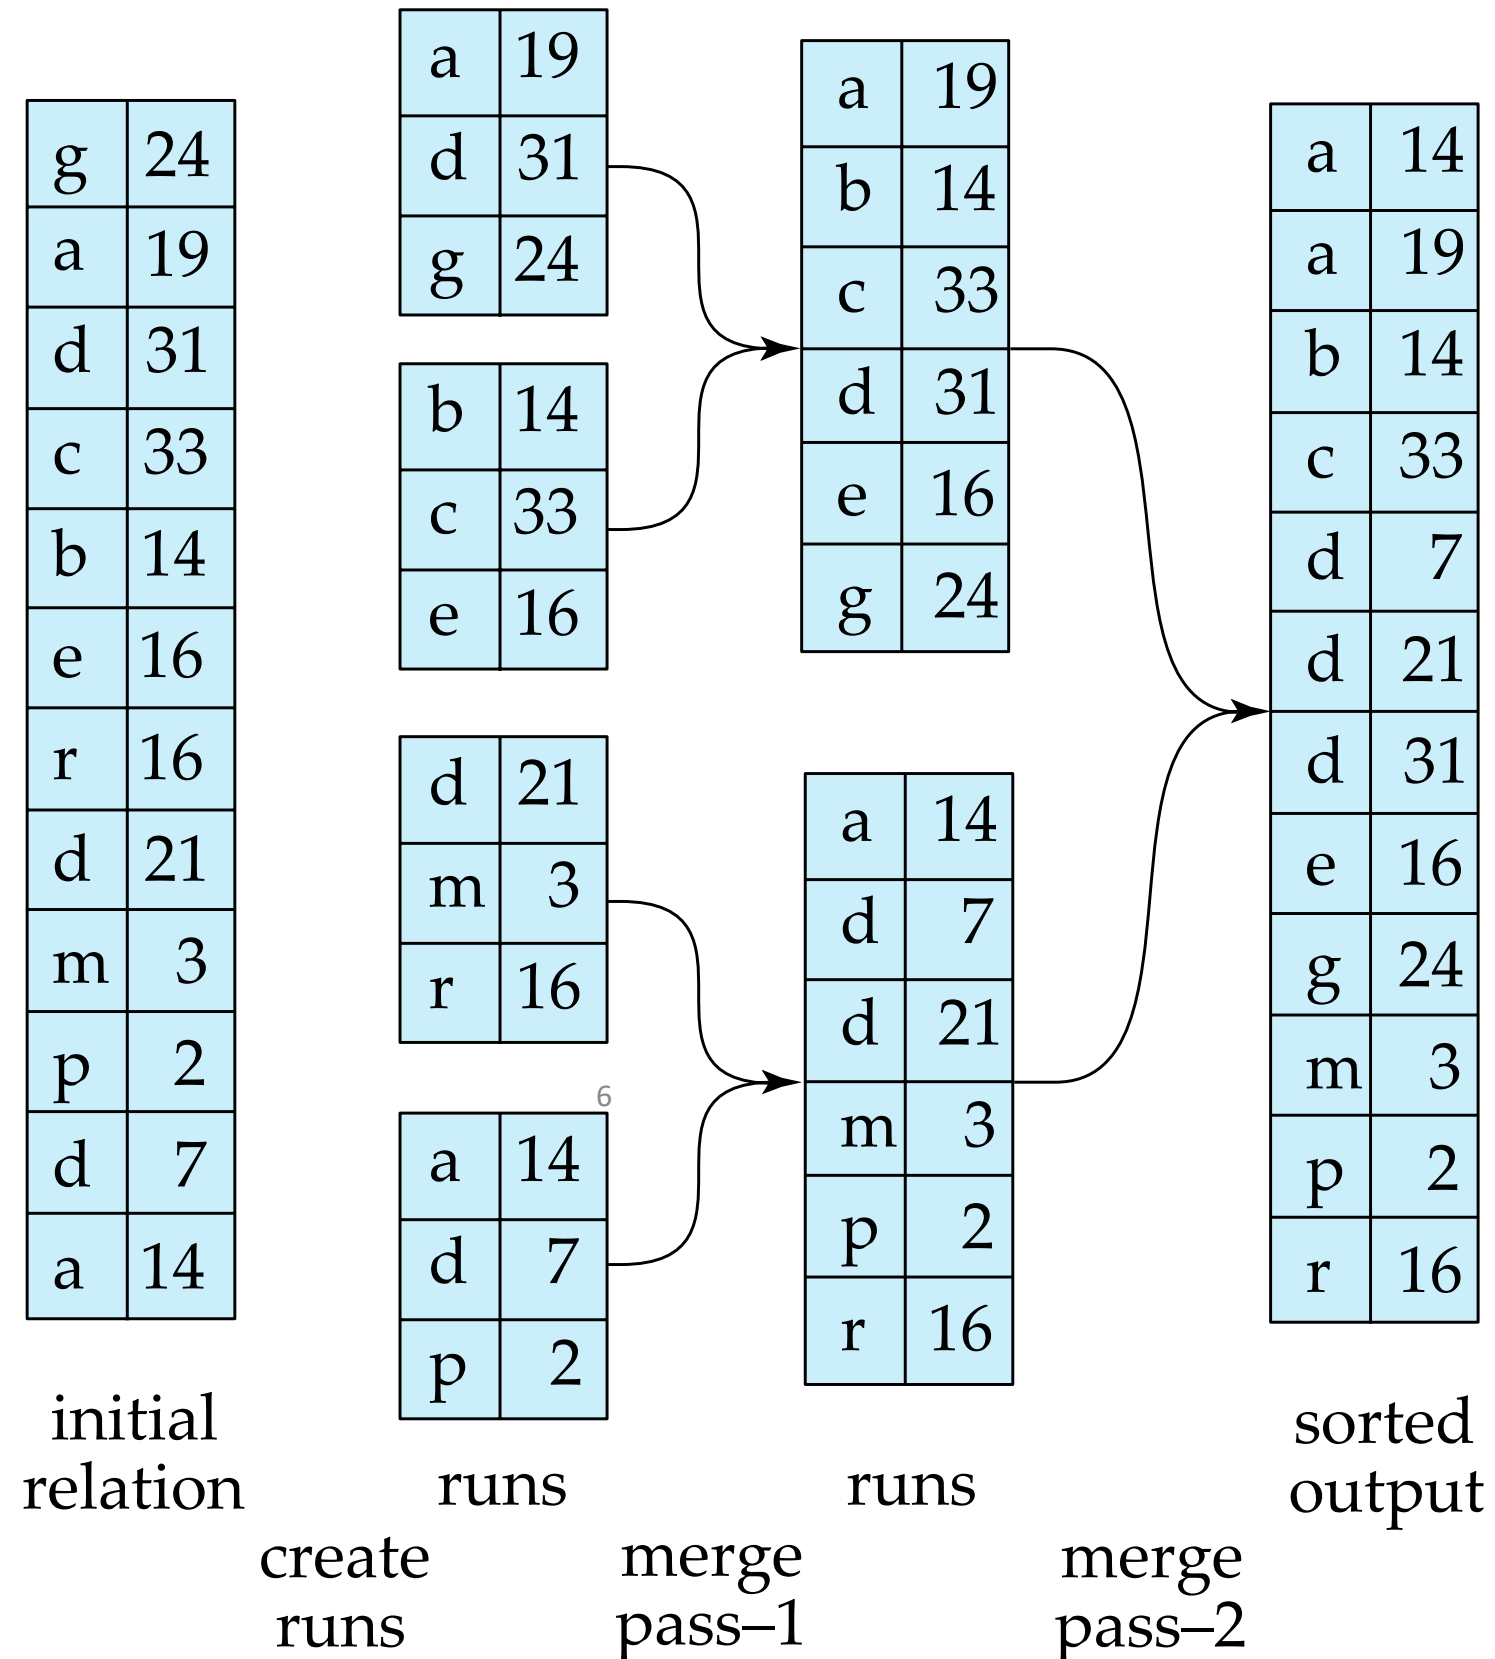 g 24
a 19
d 31
c 33
b 14
e 16
r 16
d 21
m 3
p 2
d 7
a 14
initial
relation
create
runs
a 19
d 31
g 24
b 14
c 33
e 16
d 21
m 3
r 16
6
a 14
d 7
p 2
runs
merge
pass–1
a 19
b 14
c 33
d 31
e 16
g 24
a 14
d 7
d 21
m 3
p 2
r 16
runs
merge
pass–2
a 14
a 19
b 14
c 33
d 7
d 21
d 31
e 16
g 24
m 3
p 2
r 16
sorted
output